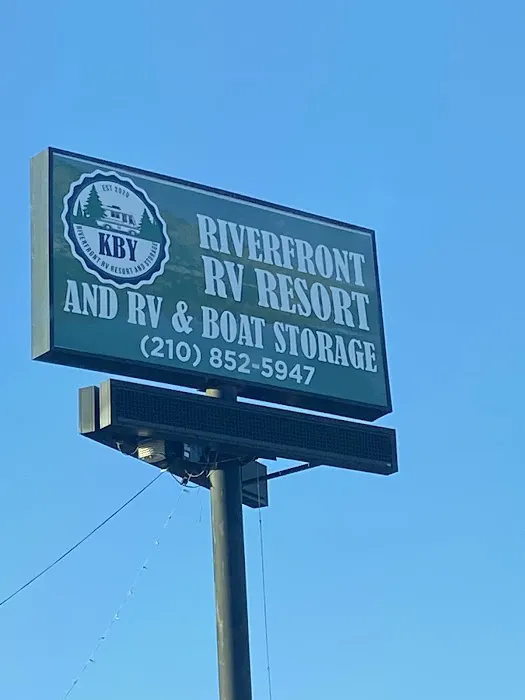 EST 2020
KBY
RIVERFRONT RV RESORT AND STORAGE
RIVERFRONT
RV RESORT
AND RV & BOAT STORAGE
(210) 852-5947